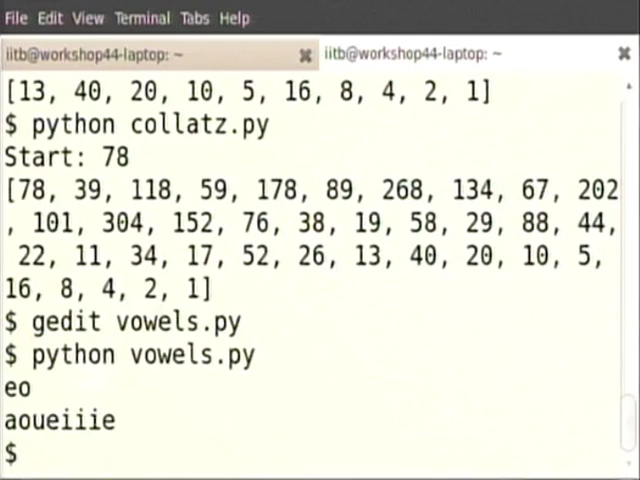 File Edit View Terminal Tabs Help
iitb@workshop44-laptop: ~ iitb@workshop44-laptop: ~
[13, 40, 20, 10, 5, 16, 8, 4, 2, 1]
$ python collatz.py
Start: 78
[78, 39, 118, 59, 178, 89, 268, 134, 67, 202
, 101, 304, 152, 76, 38, 19, 58, 29, 88, 44,
22, 11, 34, 17, 52, 26, 13, 40, 20, 10, 5,
16, 8, 4, 2, 1]
$ gedit vowels.py
$ python vowels.py
eo
aoueiiie
$